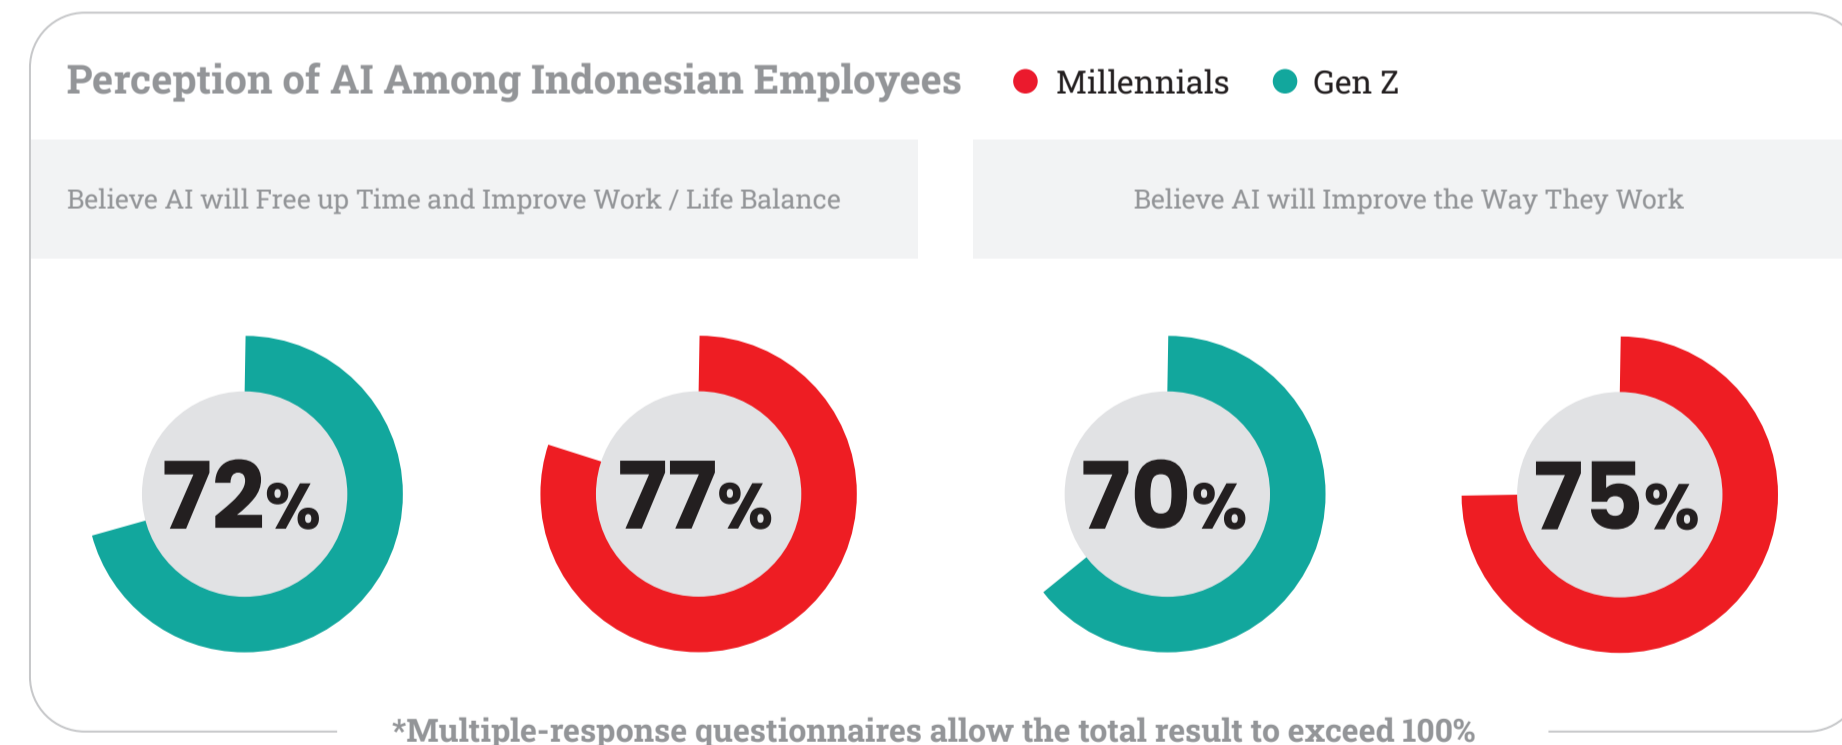 Perception of AI Among Indonesian Employees
Millennials
Gen Z
Believe AI will Free up Time and Improve Work / Life Balance
Believe AI will Improve the Way They Work
72%
77%
70%
75%
*Multiple-response questionnaires allow the total result to exceed 100%